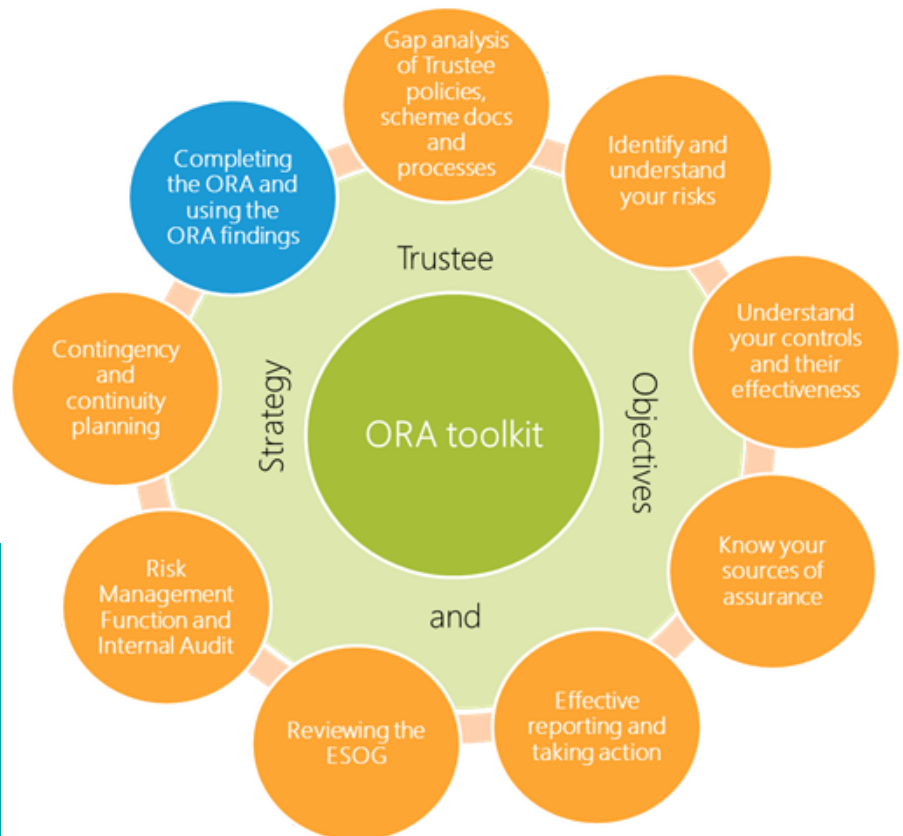 Gap analysis
of Trustee
policies,
scheme docs
and
processes
Identify and
understand
your risks
Understand
your controls
and their
effectiveness
Know your
sources of
assurance
Effective
reporting and
taking action
Reviewing the
ESOG
Risk
Management
Function and
Internal Audit
Contingency
and
continuity
planning
Completing
the ORA and
using the
ORA findings
Trustee
Objectives
and
Strategy
ORA toolkit